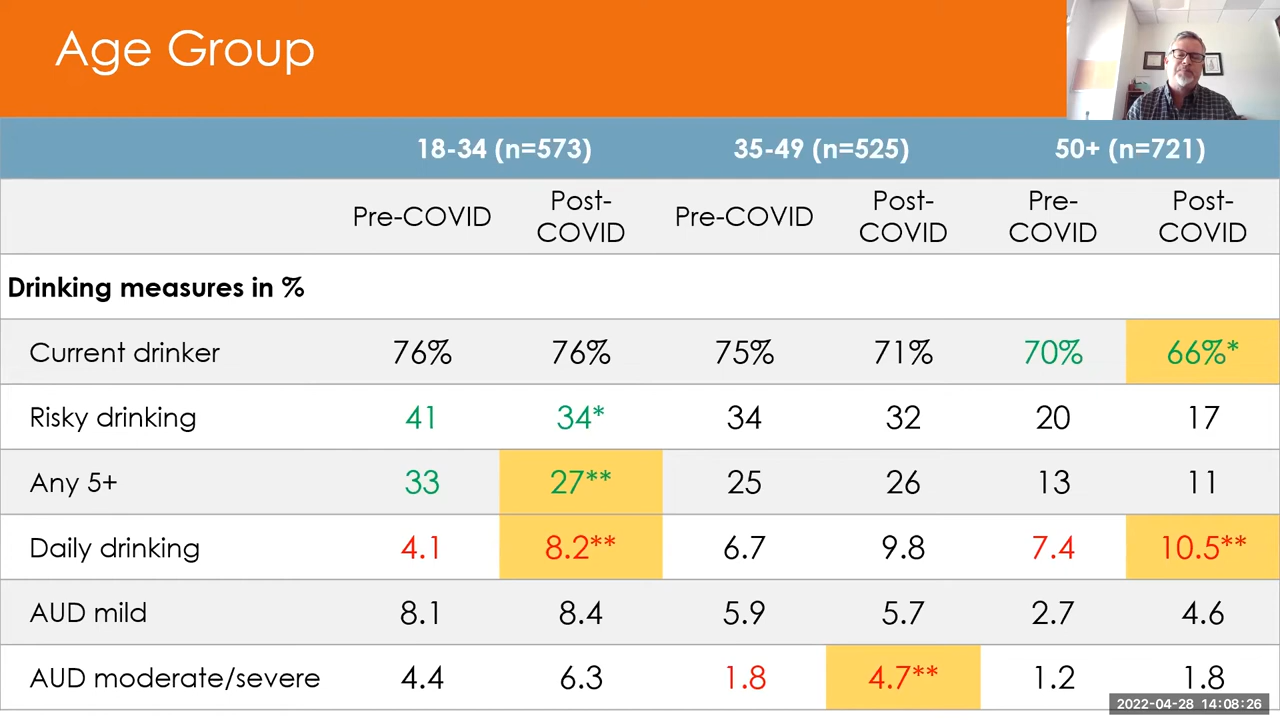 Age Group
18-34 (n=573) 35-49 (n=525) 50+ (n=721)
Pre-COVID Post-COVID Pre-COVID Post-COVID Pre-COVID Post-COVID
Drinking measures in %
Current drinker 76% 76% 75% 71% 70% 66%*
Risky drinking 41 34* 34 32 20 17
Any 5+ 33 27** 25 26 13 11
Daily drinking 4.1 8.2** 6.7 9.8 7.4 10.5**
AUD mild 8.1 8.4 5.9 5.7 2.7 4.6
AUD moderate/severe 4.4 6.3 1.8 4.7** 1.2 1.8
2022-04-28 14:08:26